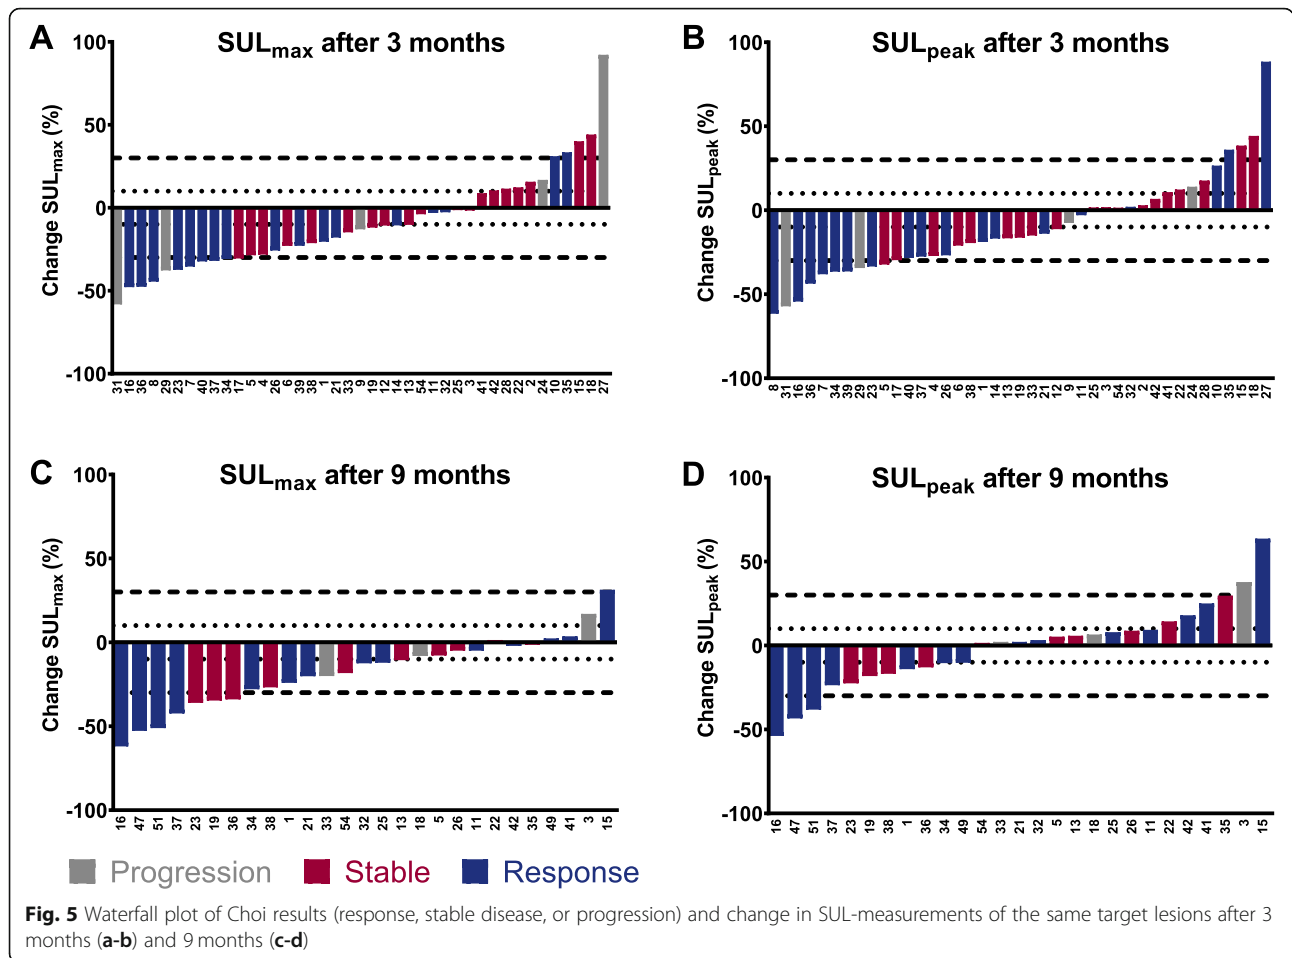 A
SULmax after 3 months
Change SULmax (%)
100
50
0
-50
-100
31 16 36 8 29 23 7 40 37 34 17 5 4 26 6 39 38 1 21 33 9 19 12 14 13 54 11 32 25 3 41 42 28 22 2 24 10 35 15 18 27
B
SULpeak after 3 months
Change SULpeak (%)
100
50
0
-50
-100
8 31 16 36 7 34 39 29 23 5 17 40 37 4 26 6 38 1 14 13 19 33 21 12 9 11 25 3 54 32 2 42 41 22 24 28 10 35 15 18 27
C
SULmax after 9 months
Change SULmax (%)
100
50
0
-50
-100
16 47 51 37 23 19 36 34 38 1 21 33 54 32 25 13 18 5 26 11 22 42 35 49 41 3 15
D
SULpeak after 9 months
Change SULpeak (%)
100
50
0
-50
-100
16 47 51 37 23 19 38 1 36 34 49 54 33 21 32 5 13 18 25 26 11 22 42 41 35 3 15
Progression Stable Response
Fig. 5 Waterfall plot of Choi results (response, stable disease, or progression) and change in SUL-measurements of the same target lesions after 3
months (a-b) and 9 months (c-d)